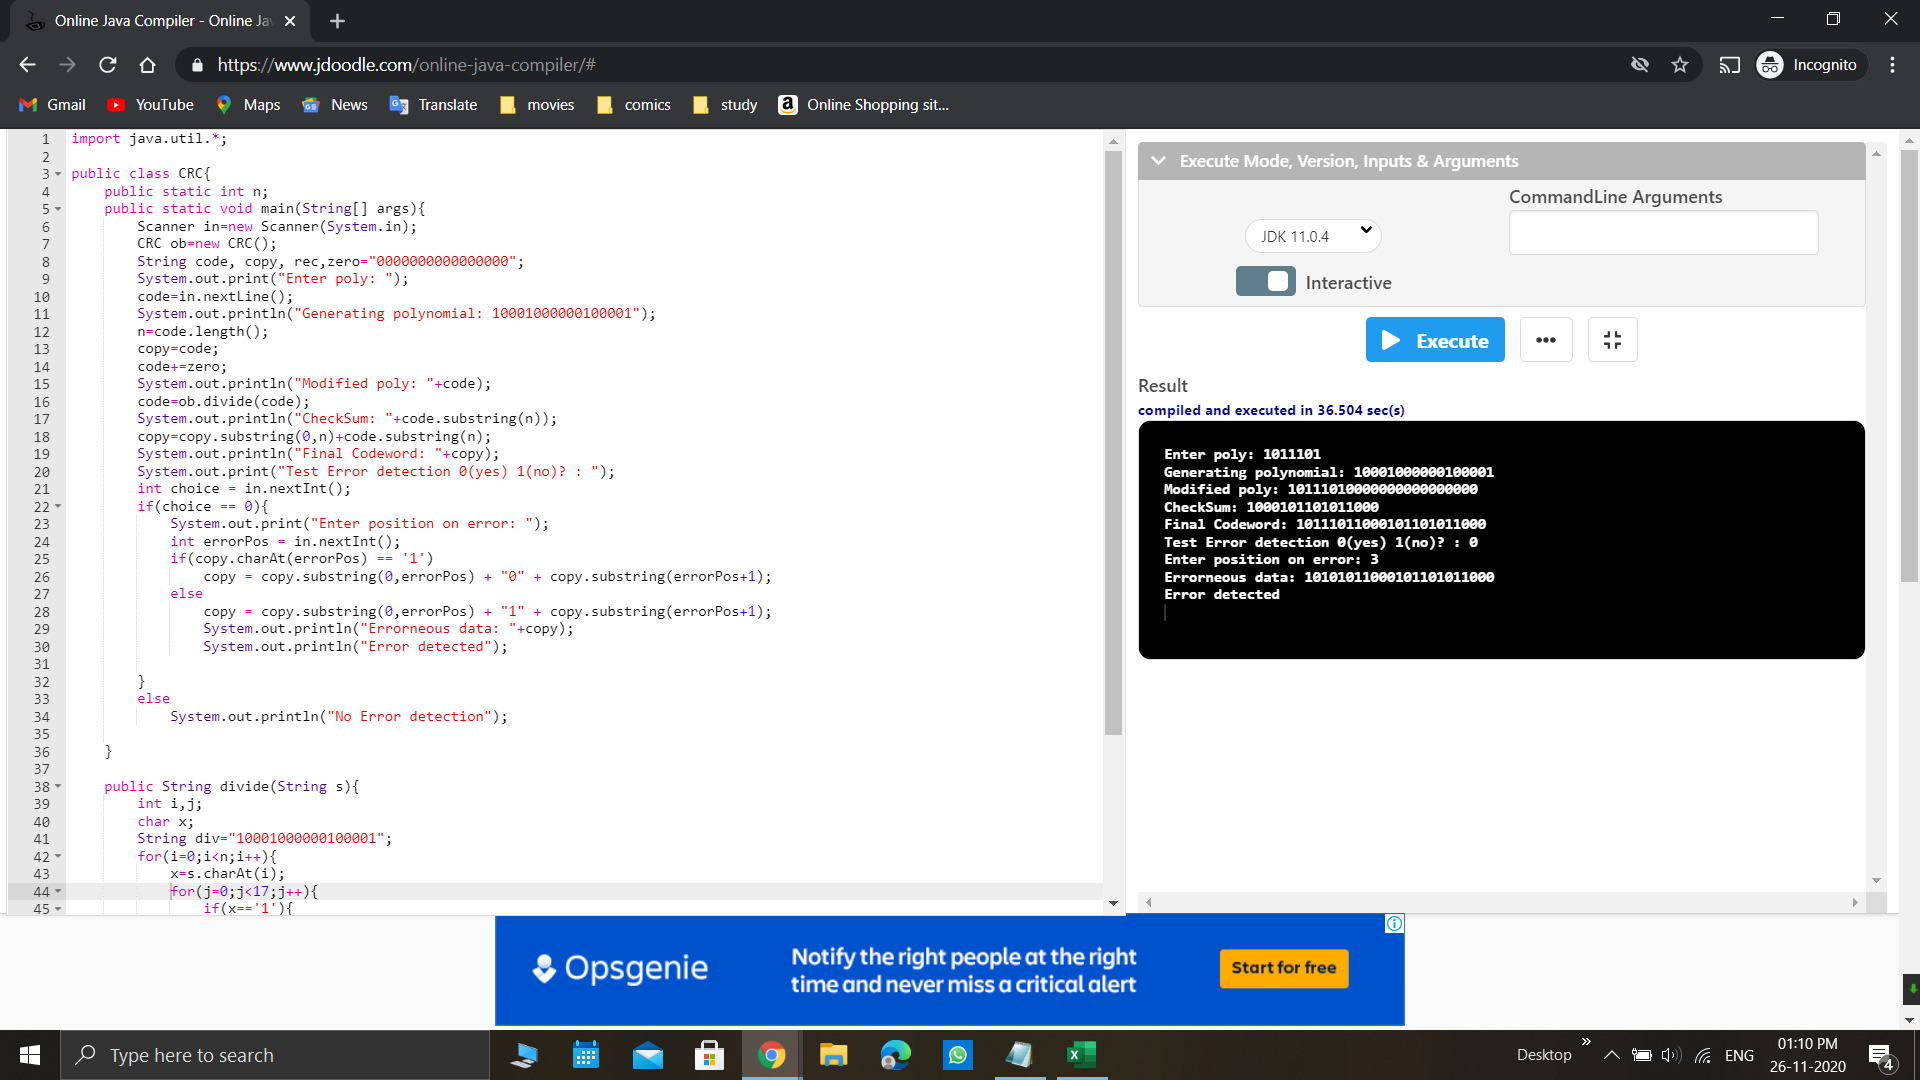 Online Java Compiler - Online Ja
https://www.jdoodle.com/online-java-compiler/#
Incognito
Gmail YouTube Maps News Translate movies comics study Online Shopping sit...
1 import java.util.*;
2
3 public class CRC{
4 public static int n;
5 public static void main(String[] args){
6 Scanner in=new Scanner(System.in);
7 CRC ob=new CRC();
8 String code, copy, rec,zero="0000000000000000";
9 System.out.print("Enter poly: ");
10 code=in.nextLine();
11 System.out.println("Generating polynomial: 10001000000100001");
12 n=code.length();
13 copy=code;
14 code+=zero;
15 System.out.println("Modified poly: "+code);
16 code=ob.divide(code);
17 System.out.println("CheckSum: "+code.substring(n));
18 copy=copy.substring(0,n)+code.substring(n);
19 System.out.println("Final Codeword: "+copy);
20 System.out.print("Test Error detection 0(yes) 1(no)? : ");
21 int choice = in.nextInt();
22 if(choice == 0){
23 System.out.print("Enter position on error: ");
24 int errorPos = in.nextInt();
25 if(copy.charAt(errorPos) == '1')
26 copy = copy.substring(0,errorPos) + "0" + copy.substring(errorPos+1);
27 else
28 copy = copy.substring(0,errorPos) + "1" + copy.substring(errorPos+1);
29 System.out.println("Errorneous data: "+copy);
30 System.out.println("Error detected");
31
32 }
33 else
34 System.out.println("No Error detection");
35
36 }
37
38 public String divide(String s){
39 int i,j;
40 char x;
41 String div="10001000000100001";
42 for(i=0;i<n;i++){
43 x=s.charAt(i);
44 for(j=0;j<17;j++){
45 if(x=='1'){
Execute Mode, Version, Inputs & Arguments
CommandLine Arguments
JDK 11.0.4
Interactive
Execute
•••
Result
compiled and executed in 36.504 sec(s)
Enter poly: 1011101
Generating polynomial: 10001000000100001
Modified poly: 10111010000000000000000
CheckSum: 1000101101011000
Final Codeword: 10111011000101101011000
Test Error detection 0(yes) 1(no)? : 0
Enter position on error: 3
Errorneous data: 10101011000101101011000
Error detected
Opsgenie
Notify the right people at the right
time and never miss a critical alert
Start for free
Type here to search
Desktop
ENG
01:10 PM
26-11-2020
4